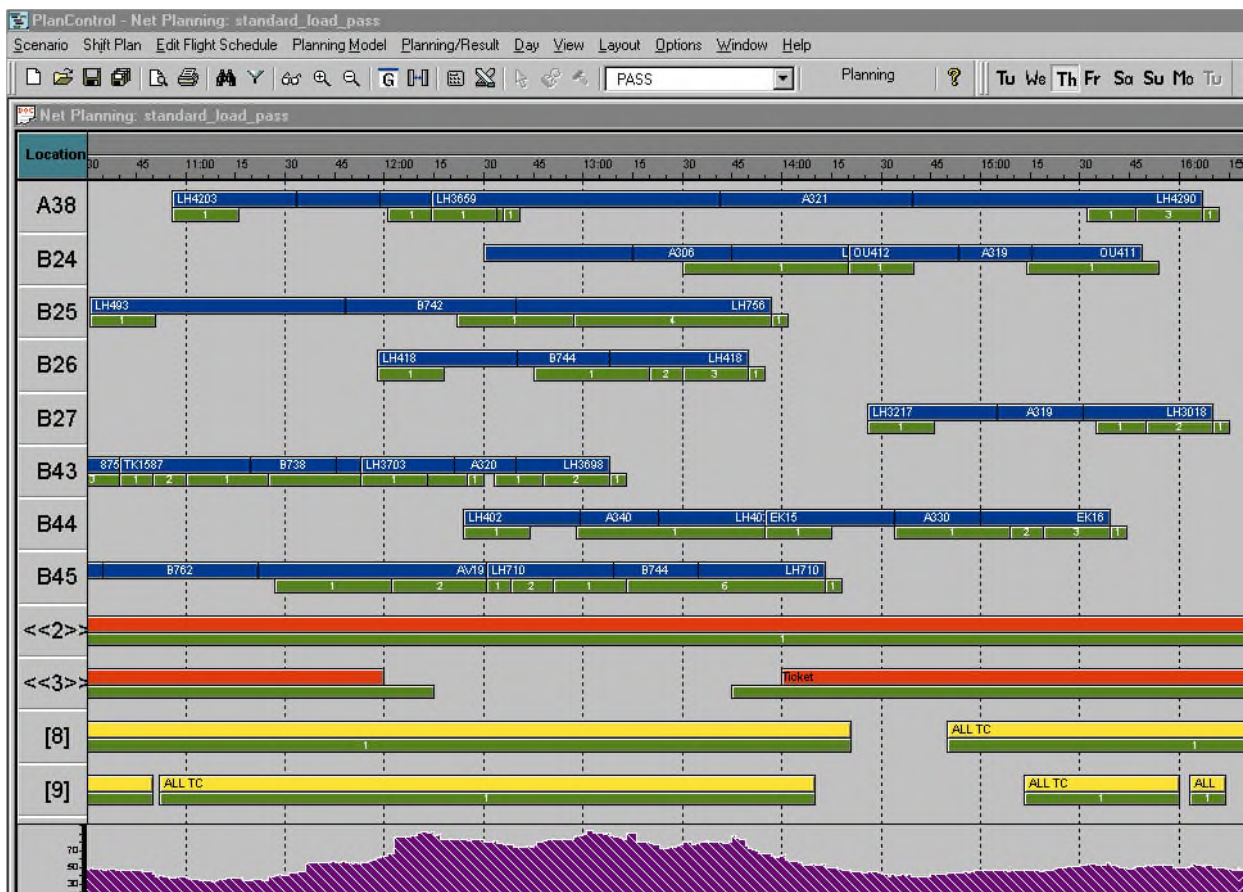 PlanControl - Net Planning: standard_load_pass
Scenario Shift Plan Edit Flight Schedule Planning Model Planning/Result Day View Layout Options Window Help
G PASS Planning ? Tu We Th Fr Sa Su Mo Tu
Net Planning: standard_load_pass
Location 30 45 11:00 15 30 45 12:00 15 30 45 13:00 15 30 45 14:00 15 30 45 15:00 15 30 45 16:00 15
A38 LH4203 LH3659 A321 LH4290
1 1 1 1 1 3 1
B24 A306 L OU412 A319 OU411
1 1 1
B25 LH493 B742 LH756
1 1 4 1
B26 LH418 B744 LH418
1 1 2 3 1
B27 LH3217 A319 LH3018
1 1 2 1
B43 875 TK1587 B738 LH3703 A320 LH3698
3 1 2 1 1 1 1 2 1
B44 LH402 A340 LH40 EK15 A330 EK16
1 1 1 1 2 3 1
B45 B762 AV19 LH710 B744 LH710
1 2 1 2 1 6 1
<<2>>
1
<<3>> Ticket
[8] ALL TC
1 1
[9] ALL TC ALL TC ALL
1 1 1
70
50
30